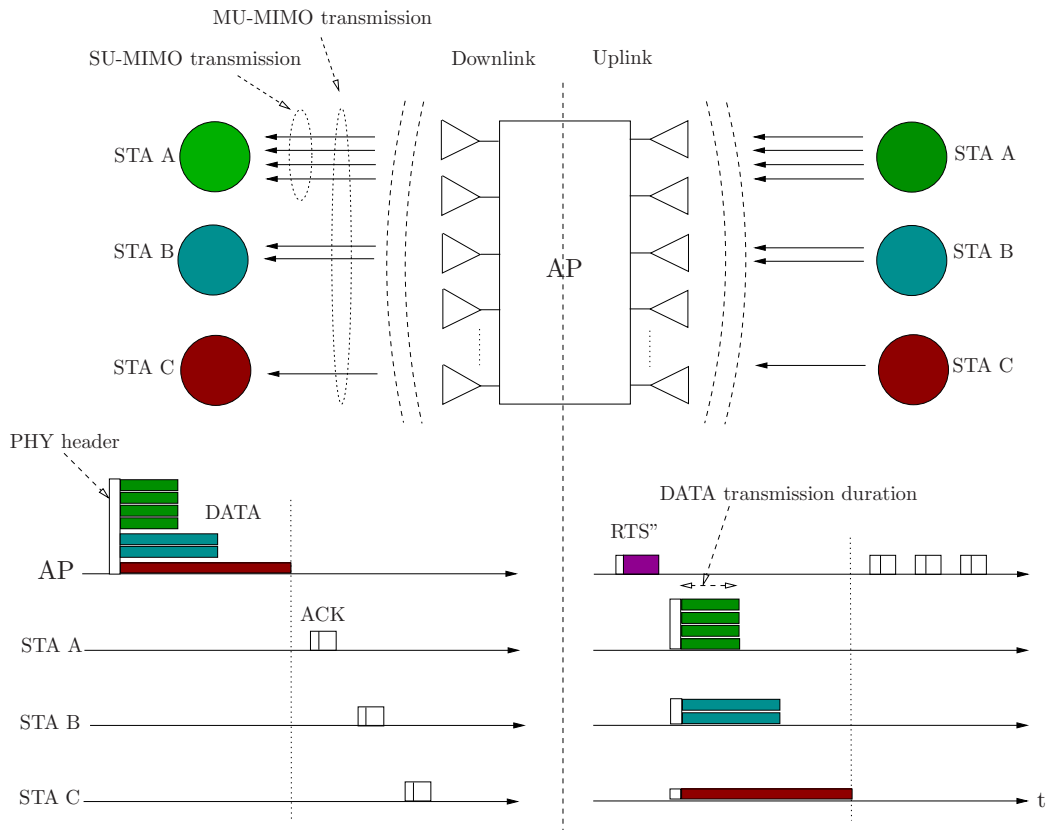 MU-MIMO transmission
SU-MIMO transmission
Downlink
Uplink
STA A
STA A
STA B
STA B
AP
STA C
STA C
PHY header
DATA transmission duration
DATA
RTS”
AP
ACK
STA A
STA B
STA C
t